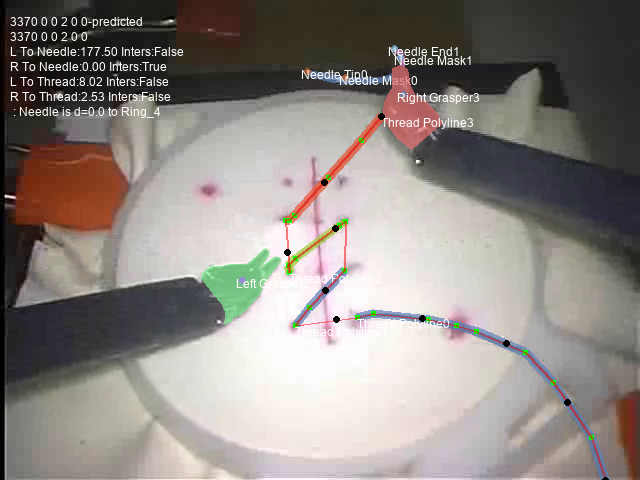 3370 0 0 2 0 0-predicted
3370 0 0 2 0 0
L To Needle:177.50 Inters:False
R To Needle:0.00 Inters:True
L To Thread:8.02 Inters:False
R To Thread:2.53 Inters:False
: Needle is d=0.0 to Ring_4
Needle End1
Needle Mask1
Needle Tip0
Needle Mask0
Right Grasper3
Thread Polyline3
Thread Polyline2
Left
Thread Polyline0
Thread Polyline1